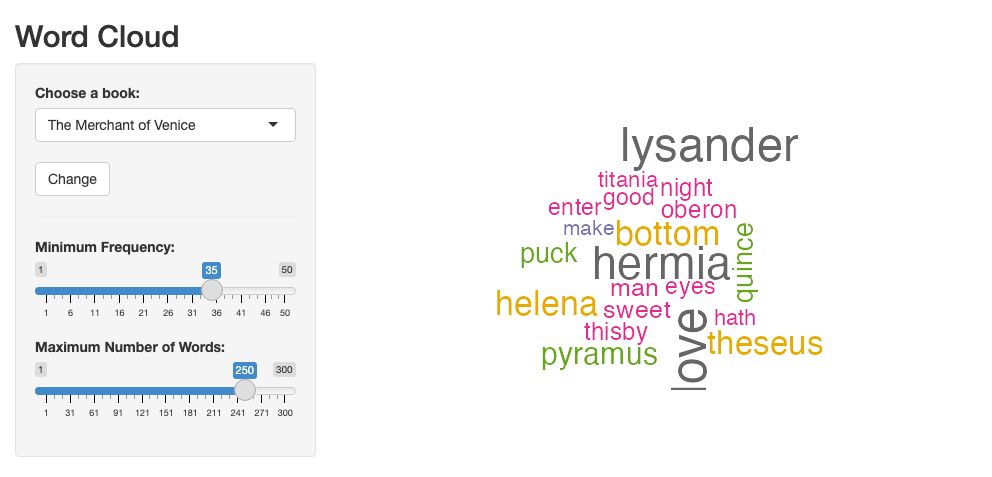 Word Cloud
Choose a book:
The Merchant of Venice
Change
Minimum Frequency:
1 35 50
1 6 11 16 21 26 31 36 41 46 50
Maximum Number of Words:
1 250 300
1 31 61 91 121 151 181 211 241 271 300
lysander
titania
night
good
enter
oberon
make
bottom
quince
puck
hermia
man
eyes
helena
sweet
hath
love
thisby
theseus
pyramus